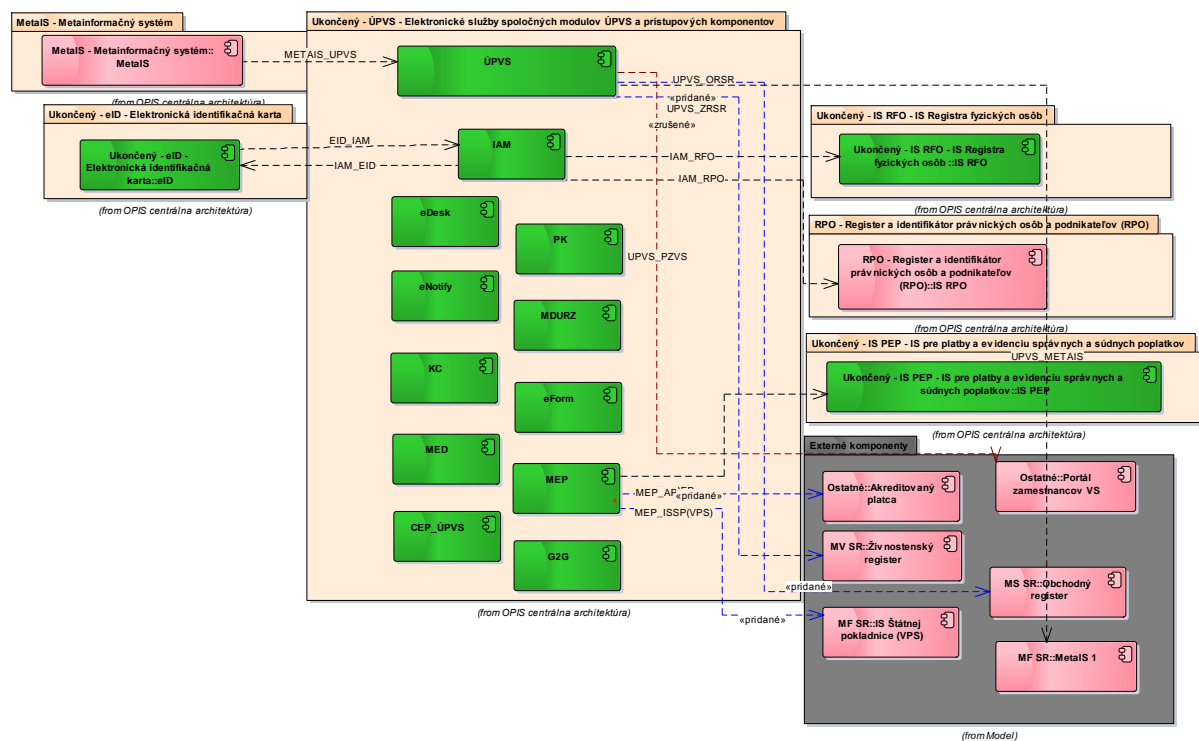 MetaIS - Metainformačný systém
MetaIS - Metainformačný systém::
MetaIS
(from OPIS centrálna architektúra)
METAIS_UPVS
Ukončený - ÚPVS - Elektronické služby spoločných modulov ÚPVS a prístupových komponentov
ÚPVS
UPVS_ORSR
«pridané»
UPVS_ZRSR
«zrušené»
Ukončený - eID - Elektronická identifikačná karta
Ukončený - eID -
Elektronická identifikačná
karta::eID
(from OPIS centrálna architektúra)
EID_IAM
IAM_EID
IAM
IAM_RFO
IAM_RPO
eDesk
PK
UPVS_PZVS
eNotify
MDURZ
KC
eForm
MED
MEP
CEP_ÚPVS
G2G
(from OPIS centrálna architektúra)
Ukončený - IS RFO - IS Registra fyzických osôb
Ukončený - IS RFO - IS Registra
fyzických osôb ::IS RFO
(from OPIS centrálna architektúra)
RPO - Register a identifikátor právnických osôb a podnikateľov (RPO)
RPO - Register a identifikátor
právnických osôb a podnikateľov
(RPO)::IS RPO
(from OPIS centrálna architektúra)
Ukončený - IS PEP - IS pre platby a evidenciu správnych a súdnych poplatkov
UPVS_METAIS
Ukončený - IS PEP - IS pre platby a evidenciu správnych a
súdnych poplatkov::IS PEP
(from OPIS centrálna architektúra)
«pridané»
MEP_ISSP(VPS)
«pridané»
«pridané»
Externé komponenty
Ostatné::Akreditovaný
platca
Ostatné::Portál
zamestnancov VS
MV SR::Živnostenský
register
MS SR::Obchodný
register
MF SR::IS Štátnej
pokladnice (VPS)
MF SR::MetaIS 1
(from Model)